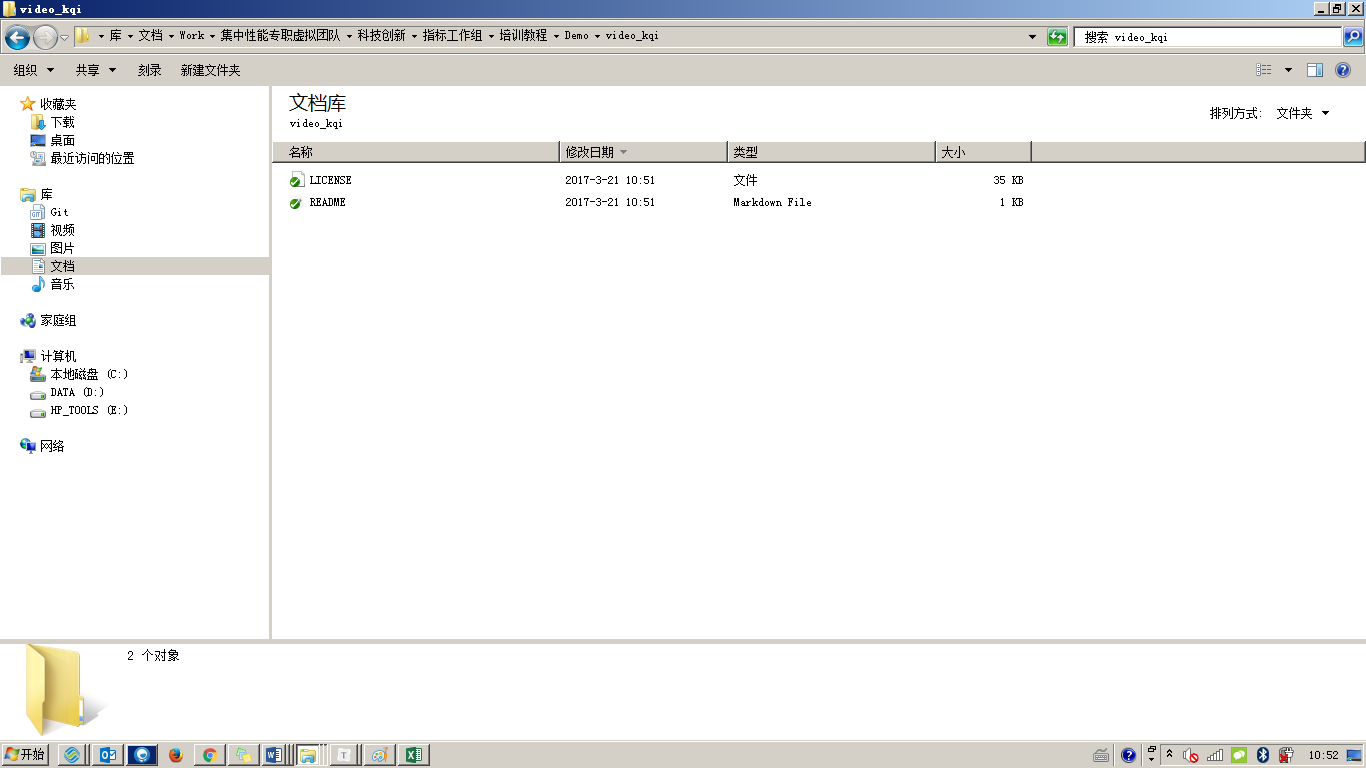 video_kqi
库 文档 Work 集中性能专职虚拟团队 科技创新 指标工作组 培训教程 Demo video_kqi
搜索 video_kqi
组织 共享 刻录 新建文件夹
收藏夹
下载
桌面
最近访问的位置
库
Git
视频
图片
文档
音乐
家庭组
计算机
本地磁盘 (C:)
DATA (D:)
HP_TOOLS (E:)
网络
文档库
video_kqi
排列方式: 文件夹
名称 修改日期 类型 大小
LICENSE 2017-3-21 10:51 文件 35 KB
README 2017-3-21 10:51 Markdown File 1 KB
2 个对象
开始
10:52